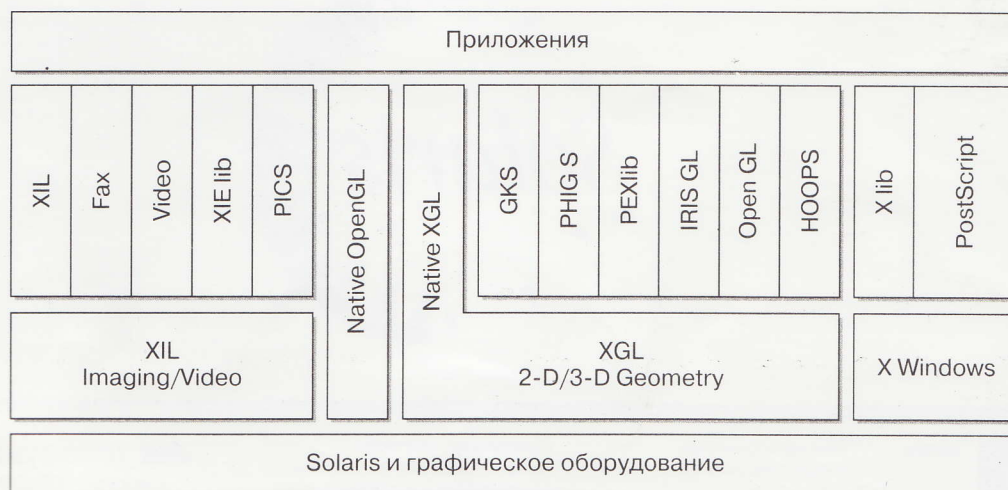 Приложения
XIL
Fax
Video
XIE lib
PICS
Native OpenGL
Native XGL
GKS
PHIG S
PEXlib
IRIS GL
Open GL
HOOPS
X lib
PostScript
XIL
Imaging/Video
XGL
2-D/3-D Geometry
X Windows
Solaris и графическое оборудование